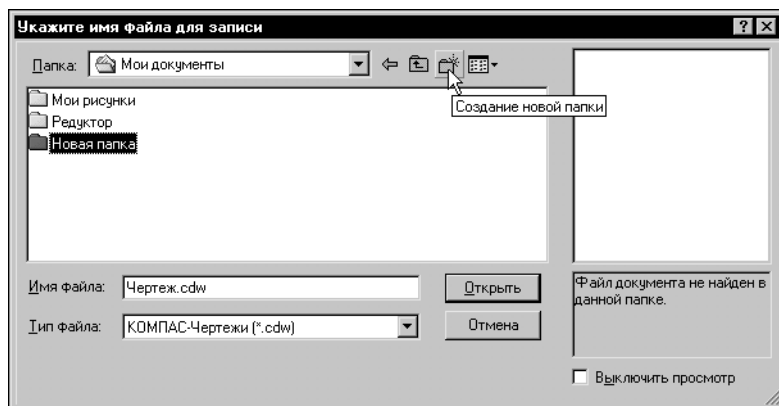 Укажите имя файла для записи
Папка: Мои документы
Создание новой папки
Мои рисунки
Редуктор
Новая папка
Имя файла: Чертеж.cdw
Открыть
Файл документа не найден в
данной папке.
Тип файла: КОМПАС-Чертежи (*.cdw)
Отмена
Выключить просмотр